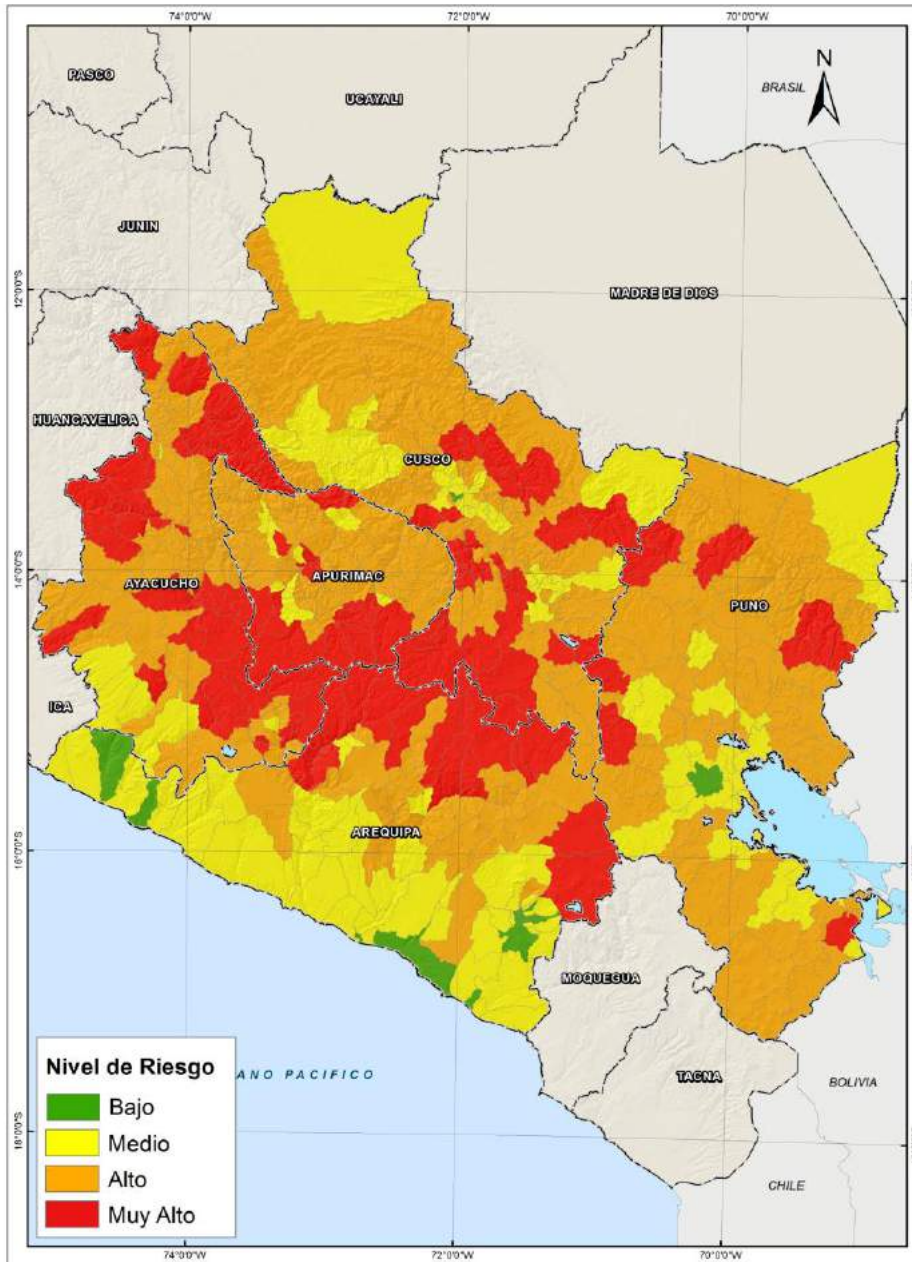 74°0'0"W
72°0'0"W
70°0'0"W
N
PASCO
UCAYALI
BRASIL
JUNIN
12°0'0"S
MADRE DE DIOS
HUANCAVELICA
CUSCO
14°0'0"S
AYACUCHO
APURIMAC
PUNO
ICA
AREQUIPA
16°0'0"S
MOQUEGUA
Nivel de Riesgo
Bajo
Medio
Alto
Muy Alto
ANO PACIFICO
TACNA
BOLIVIA
18°0'0"S
CHILE
74°0'0"W
72°0'0"W
70°0'0"W